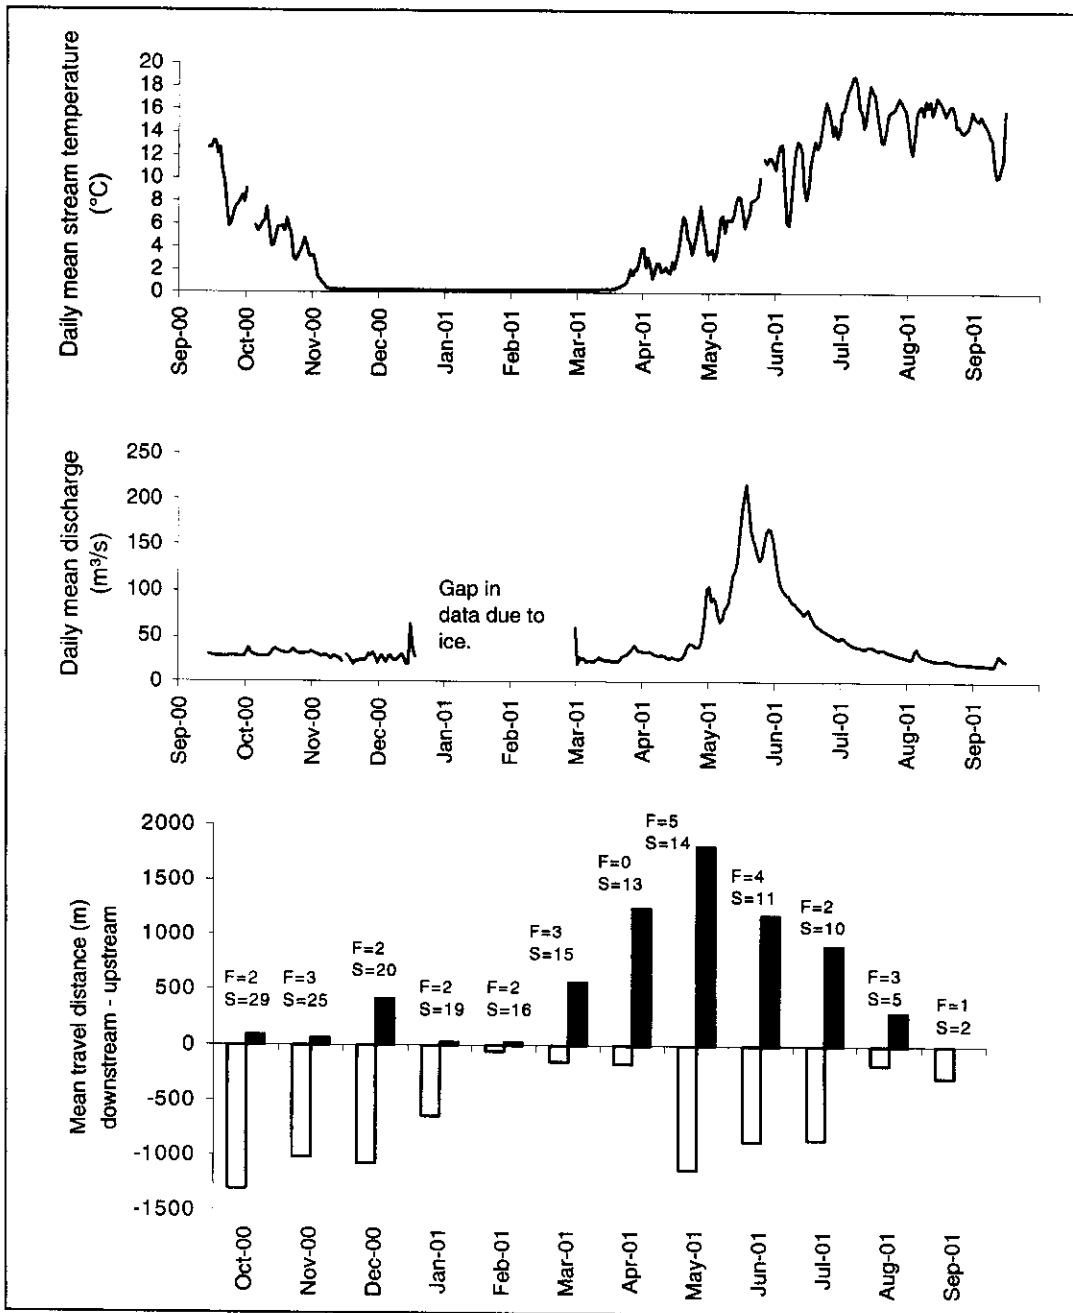 Daily mean stream temperature
(°C)
20
18
16
14
12
10
8
6
4
2
0
Sep-00
Oct-00
Nov-00
Dec-00
Jan-01
Feb-01
Mar-01
Apr-01
May-01
Jun-01
Jul-01
Aug-01
Sep-01
Daily mean discharge
(m³/s)
250
200
150
100
50
0
Gap in
data due to
ice.
Sep-00
Oct-00
Nov-00
Dec-00
Jan-01
Feb-01
Mar-01
Apr-01
May-01
Jun-01
Jul-01
Aug-01
Sep-01
Mean travel distance (m)
downstream - upstream
2000
1500
1000
500
0
-500
-1000
-1500
F=2
S=29
F=3
S=25
F=2
S=20
F=2
S=19
F=2
S=16
F=3
S=15
F=0
S=13
F=5
S=14
F=4
S=11
F=2
S=10
F=3
S=5
F=1
S=2
Oct-00
Nov-00
Dec-00
Jan-01
Feb-01
Mar-01
Apr-01
May-01
Jun-01
Jul-01
Aug-01
Sep-01